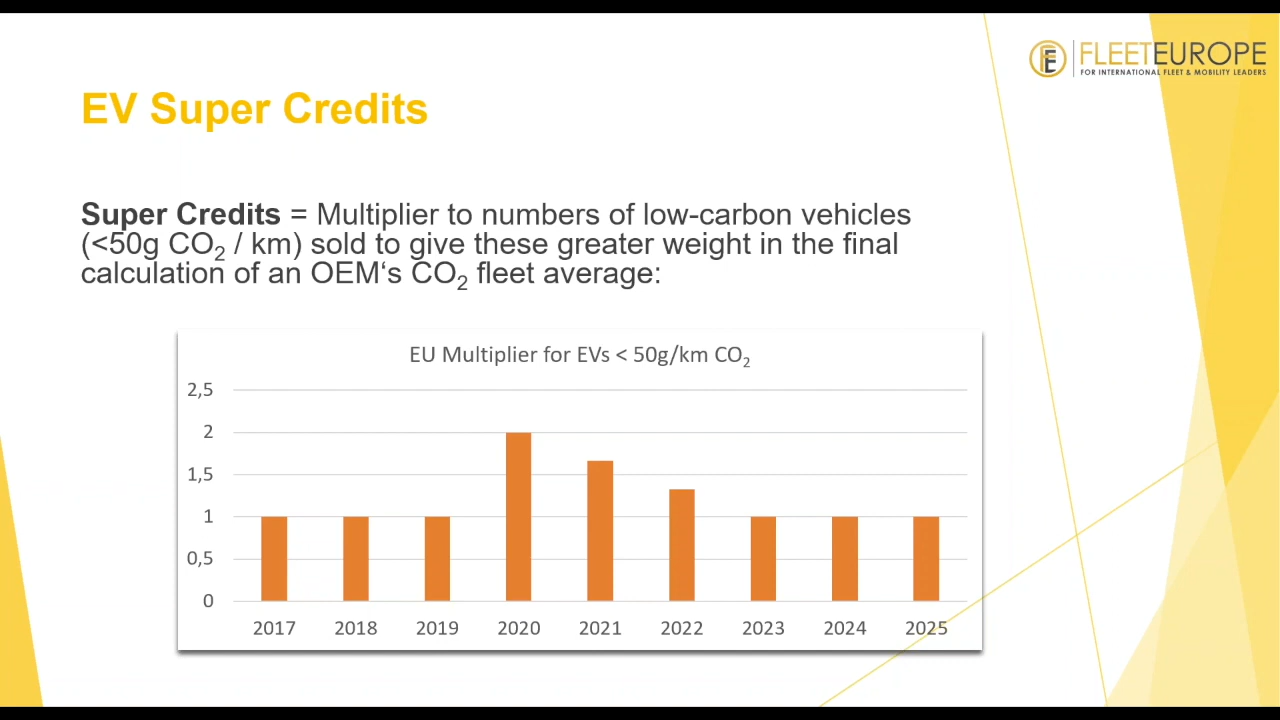 FE FLEETEUROPE
FOR INTERNATIONAL FLEET & MOBILITY LEADERS
EV Super Credits
Super Credits = Multiplier to numbers of low-carbon vehicles
(<50g CO₂ / km) sold to give these greater weight in the final
calculation of an OEM‘s CO₂ fleet average:
EU Multiplier for EVs < 50g/km CO₂
2,5
2
1,5
1
0,5
0
2017 2018 2019 2020 2021 2022 2023 2024 2025